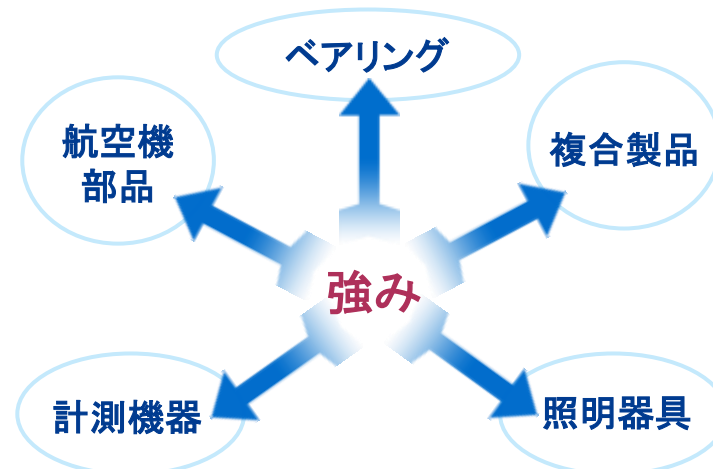 ベアリング
航空機
部品
複合製品
強み
計測機器
照明器具